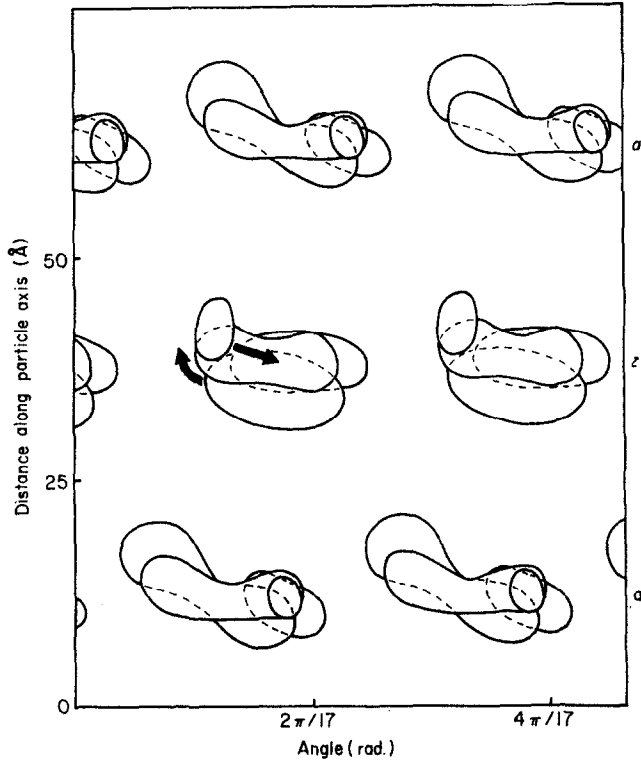 a
50
Distance along particle axis (Å)
25
a
0
2π/17
4π/17
Angle (rad.)